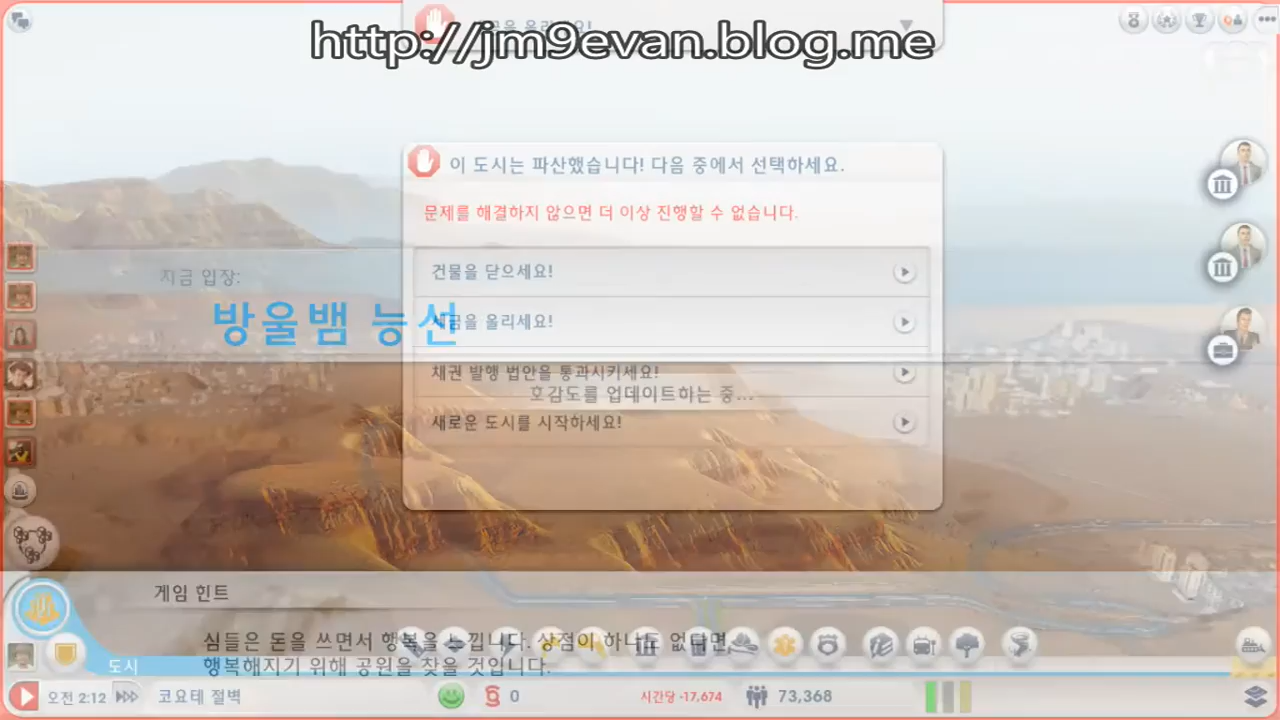 세금을 올리세요!
http://jm9evan.blog.me
이 도시는 파산했습니다! 다음 중에서 선택하세요.
문제를 해결하지 않으면 더 이상 진행할 수 없습니다.
건물을 닫으세요!
지금 입장:
방울뱀 능선
세금을 올리세요!
채권 발행 법안을 통과시키세요!
호감도를 업데이트하는 중...
새로운 도시를 시작하세요!
게임 힌트
심들은 돈을 쓰면서 행복을 느낍니다. 상점이 하나도 없다면,
행복해지기 위해 공원을 찾을 것입니다.
도시
오전 2:12
코요테 절벽
0
시간당 -17,674
73,368